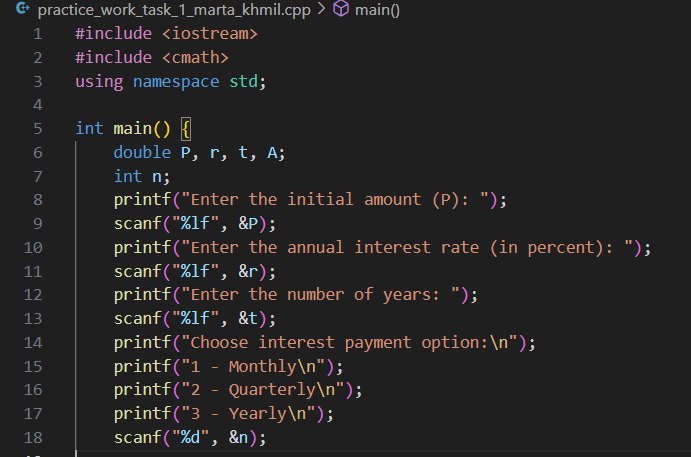 practice_work_task_1_marta_khmil.cpp > main()
1 #include <iostream>
2 #include <cmath>
3 using namespace std;
4
5 int main() {
6 double P, r, t, A;
7 int n;
8 printf("Enter the initial amount (P): ");
9 scanf("%lf", &P);
10 printf("Enter the annual interest rate (in percent): ");
11 scanf("%lf", &r);
12 printf("Enter the number of years: ");
13 scanf("%lf", &t);
14 printf("Choose interest payment option:\n");
15 printf("1 - Monthly\n");
16 printf("2 - Quarterly\n");
17 printf("3 - Yearly\n");
18 scanf("%d", &n);